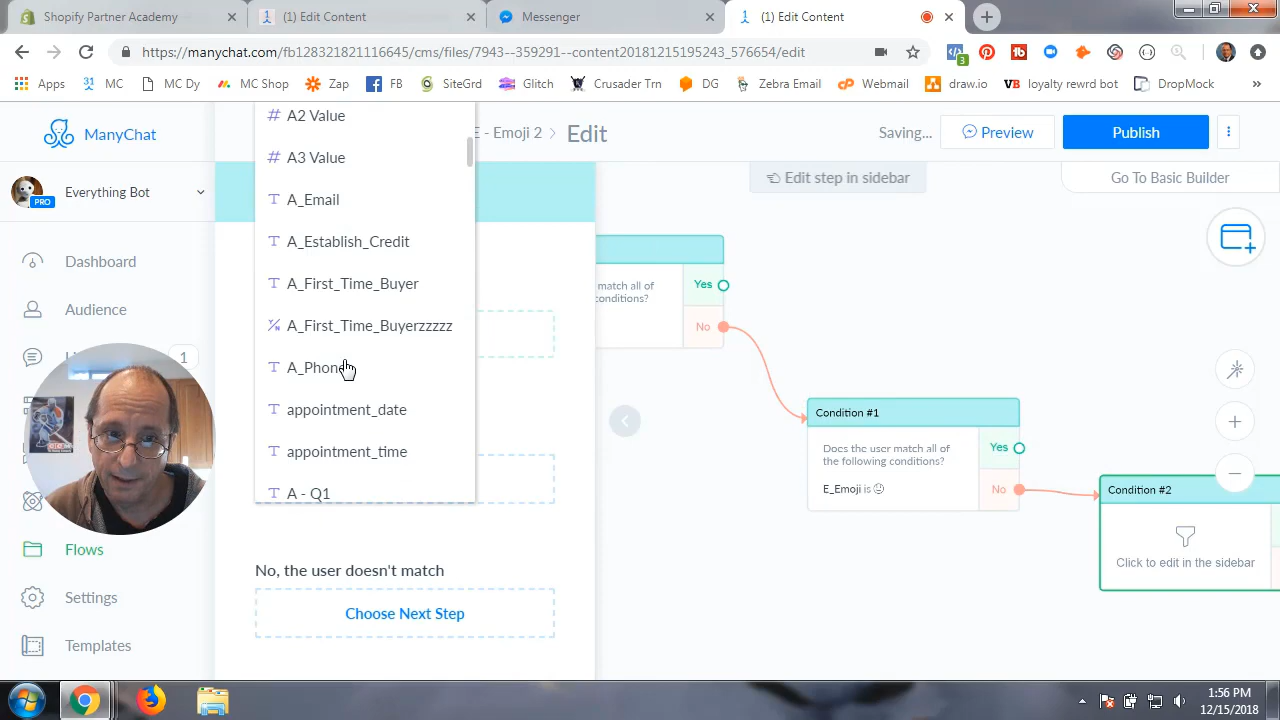 Shopify Partner Academy
(1) Edit Content
Messenger
(1) Edit Content
https://manychat.com/fb128321821116645/cms/files/7943--359291--content20181215195243_576654/edit
3
Apps
31 MC
MC Dy
MC
Zap
FB
SiteGrd
Glitch
Crusader Trn
DG
Zebra Email
Webmail
draw.io
loyalty rewrd bot
DropMock
»
ManyChat
E - Emoji 2 > Edit
Saving...
Preview
Publish
Everything Bot
PRO
Edit step in sidebar
Go To Basic Builder
Dashboard
Audience
1
Flows
Settings
Templates
# A2 Value
# A3 Value
T A_Email
T A_Establish_Credit
T A_First_Time_Buyer
Y/N A_First_Time_Buyerzzzzz
T A_Phone
T appointment_date
T appointment_time
T A - Q1
No, the user doesn't match
Choose Next Step
match all of
conditions?
Yes
No
Condition #1
Does the user match all of
the following conditions?
E_Emoji is ☺
Yes
No
Condition #2
Click to edit in the sidebar
1:56 PM
12/15/2018